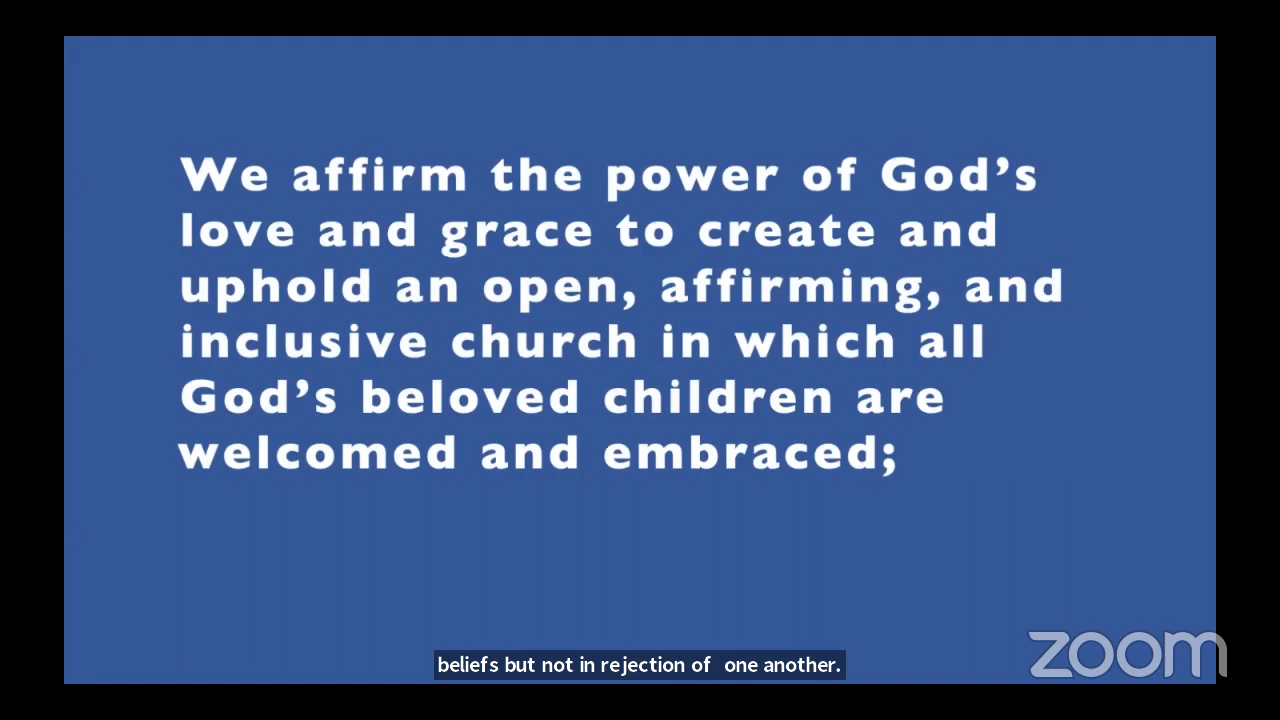 We affirm the power of God’s
love and grace to create and
uphold an open, affirming, and
inclusive church in which all
God’s beloved children are
welcomed and embraced;
beliefs but not in rejection of  one another.
zoom